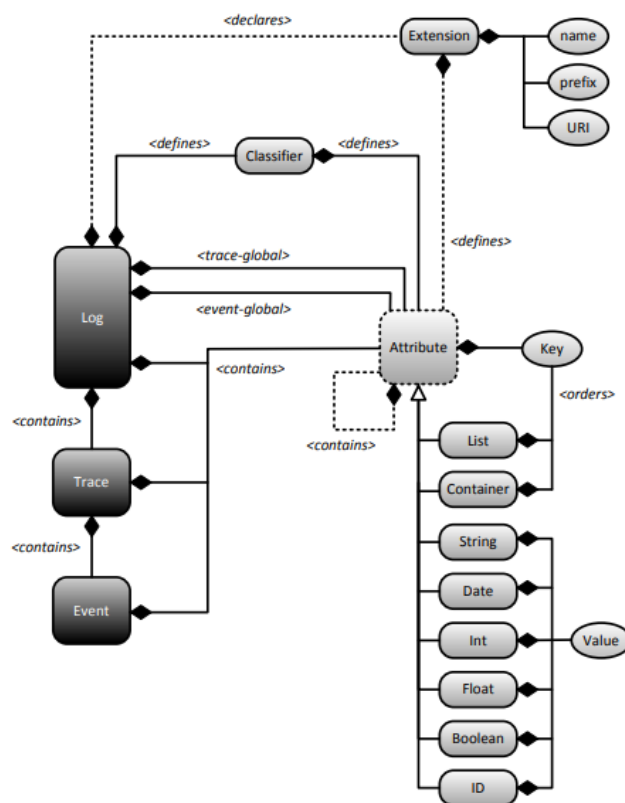 <declares>
Extension
name
prefix
URI
<defines>
Classifier
<defines>
<defines>
<trace-global>
Log
<event-global>
Attribute
Key
<contains>
<orders>
<contains>
<contains>
List
Trace
Container
String
<contains>
Date
Event
Int
Value
Float
Boolean
ID